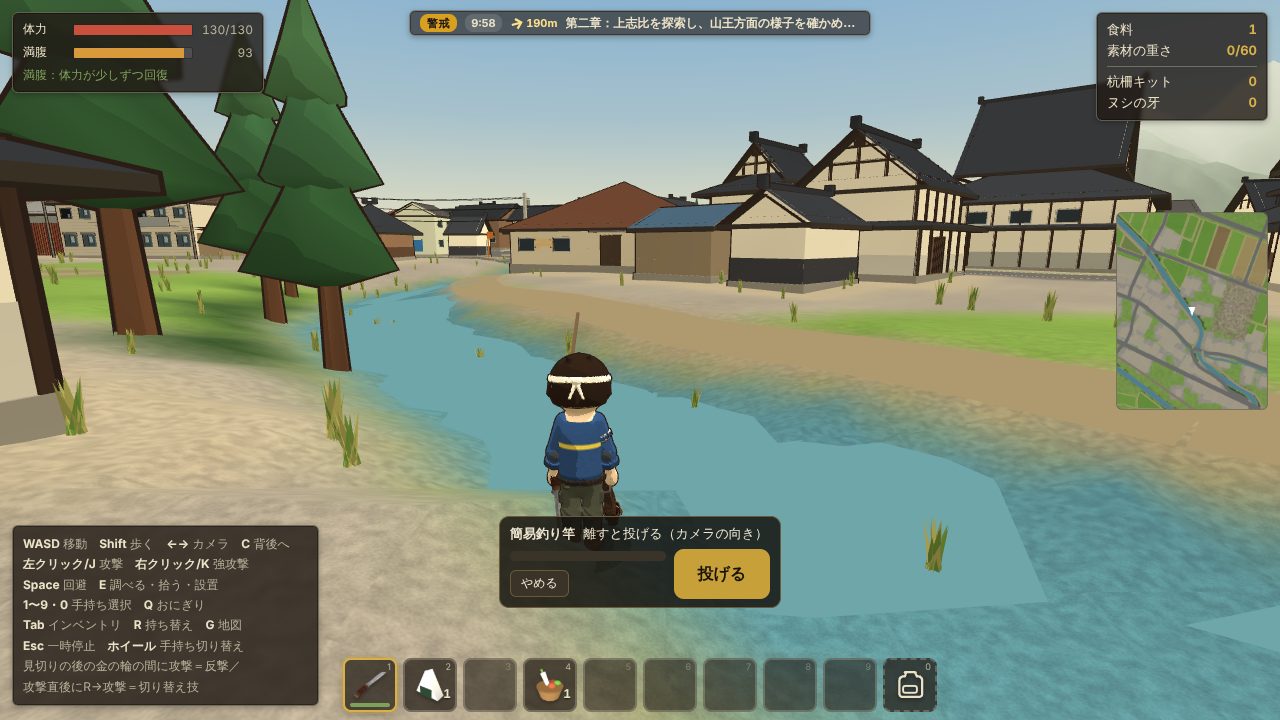 体力 130/130
満腹 93
満腹：体力が少しずつ回復
警戒 9:58 190m 第二章：上志比を探索し、山王方面の様子を確かめ…
食料 1
素材の重さ 0/60
杭柵キット 0
ヌシの牙 0
簡易釣り竿 離すと投げる（カメラの向き）
投げる
やめる
WASD 移動 Shift 歩く ←→ カメラ C 背後へ
左クリック/J 攻撃 右クリック/K 強攻撃
Space 回避 E 調べる・拾う・設置
1〜9・0 手持ち選択 Q おにぎり
Tab インベントリ R 持ち替え G 地図
Esc 一時停止 ホイール 手持ち切り替え
見切りの後の金の輪の間に攻撃＝反撃／
攻撃直後にR→攻撃＝切り替え技
1 2 3 4 5 6 7 8 9 0
1 1